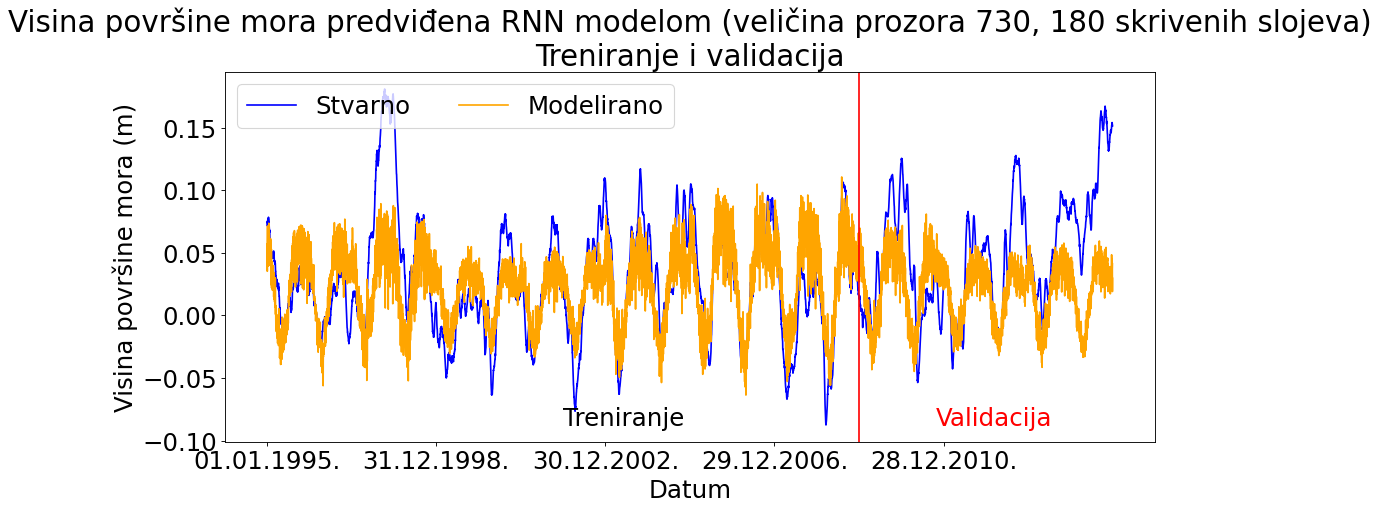 Visina površine mora predviđena RNN modelom (veličina prozora 730, 180 skrivenih slojeva)
Treniranje i validacija
Stvarno Modelirano
Visina površine mora (m)
0.15
0.10
0.05
0.00
−0.05
−0.10
Treniranje Validacija
01.01.1995. 31.12.1998. 30.12.2002. 29.12.2006. 28.12.2010.
Datum